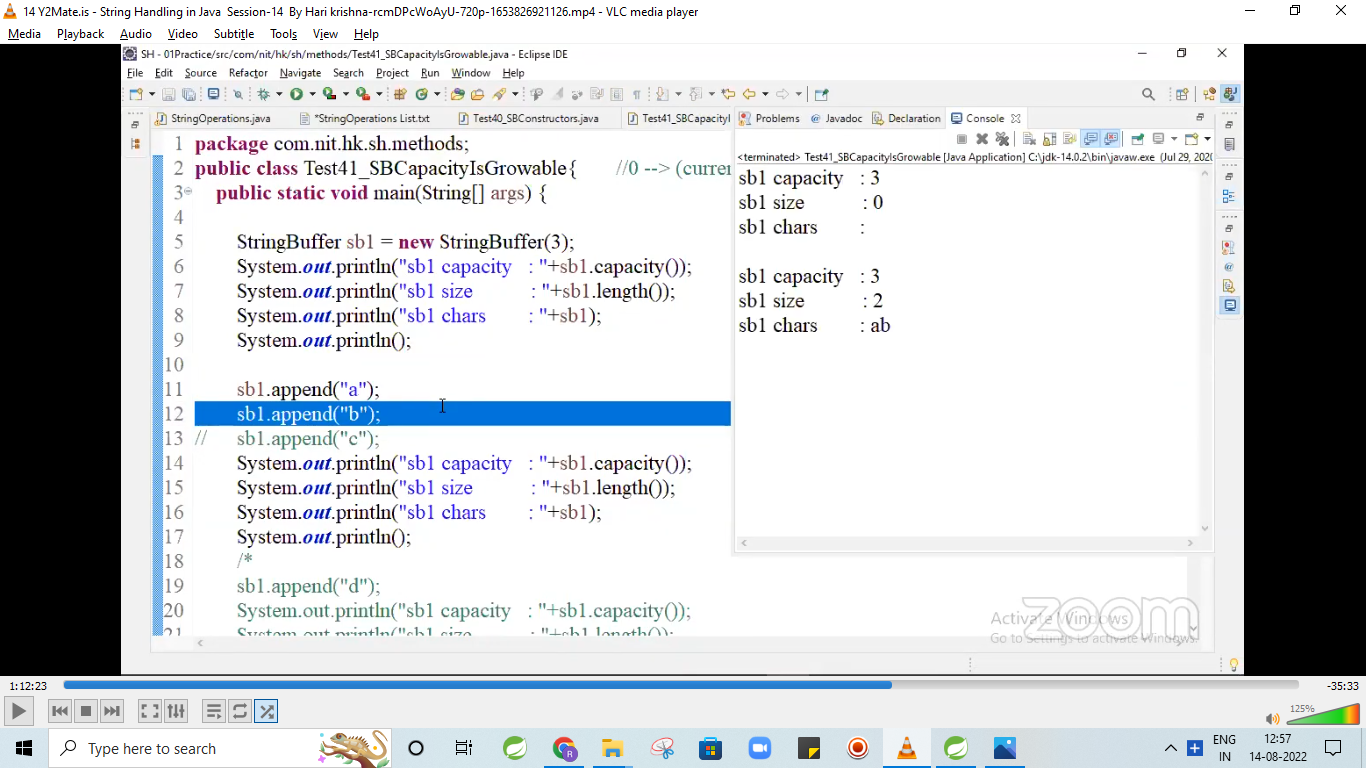 14 Y2Mate.is - String Handling in Java  Session-14  By Hari krishna-rcmDPcWoAyU-720p-1653826921126.mp4 - VLC media player
Media Playback Audio Video Subtitle Tools View Help
SH - 01Practice/src/com/nit/hk/sh/methods/Test41_SBCapacityIsGrowable.java - Eclipse IDE
File Edit Source Refactor Navigate Search Project Run Window Help
StringOperations.java *StringOperations List.txt Test40_SBConstructors.java Test41_SBCapacityI
Problems Javadoc Declaration Console
<terminated> Test41_SBCapacityIsGrowable [Java Application] C:\jdk-14.0.2\bin\javaw.exe (Jul 29, 202
1 package com.nit.hk.sh.methods;
2 public class Test41_SBCapacityIsGrowable{ //0 --> (curren
3 public static void main(String[] args) {
4
5 StringBuffer sb1 = new StringBuffer(3);
6 System.out.println("sb1 capacity   : "+sb1.capacity());
7 System.out.println("sb1 size          : "+sb1.length());
8 System.out.println("sb1 chars       : "+sb1);
9 System.out.println();
10
11 sb1.append("a");
12 sb1.append("b");
13 // sb1.append("c");
14 System.out.println("sb1 capacity   : "+sb1.capacity());
15 System.out.println("sb1 size          : "+sb1.length());
16 System.out.println("sb1 chars       : "+sb1);
17 System.out.println();
18 /*
19 sb1.append("d");
20 System.out.println("sb1 capacity   : "+sb1.capacity());
21 System.out.println("sb1 size          : "+sb1.length());
sb1 capacity   : 3
sb1 size          : 0
sb1 chars       :
sb1 capacity   : 3
sb1 size          : 2
sb1 chars       : ab
zoom
Activate Windows
Go to Settings to activate Windows.
1:12:23
-35:33
125%
Type here to search
ENG
IN
12:57
14-08-2022